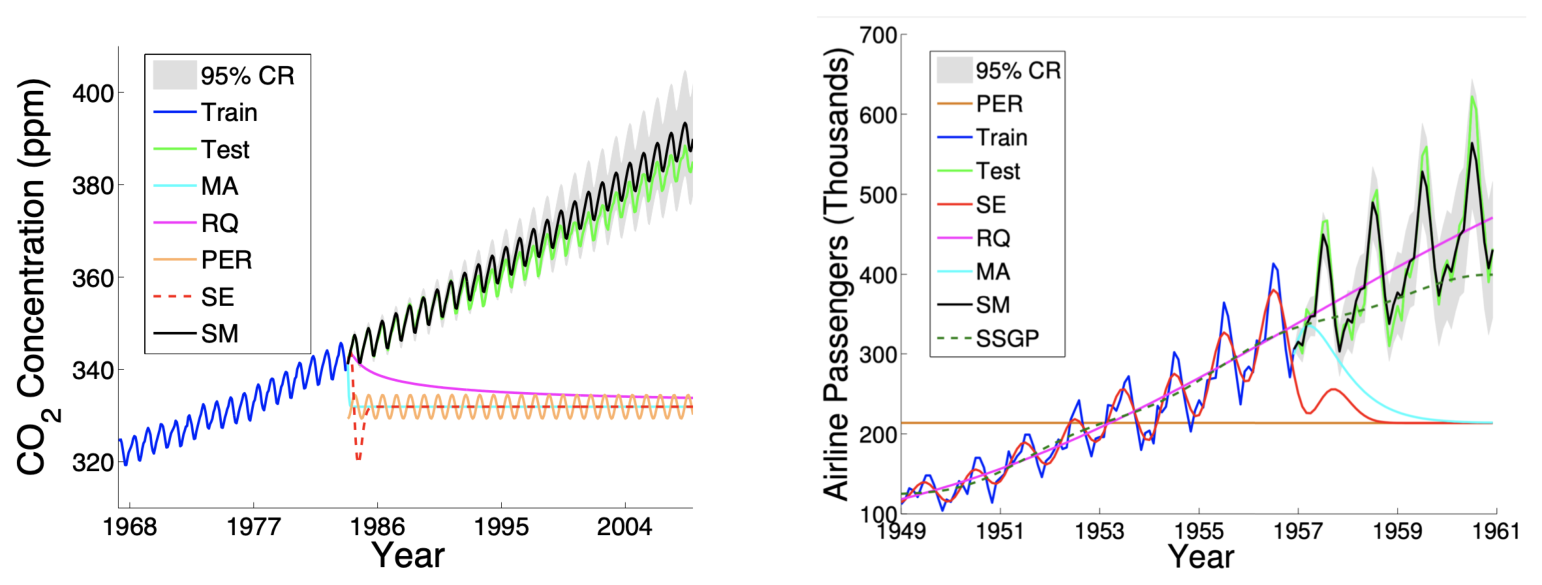 CO2 Concentration (ppm)
400
380
360
340
320
95% CR
Train
Test
MA
RQ
PER
SE
SM
1968 1977 1986 1995 2004
Year
Airline Passengers (Thousands)
700
600
500
400
300
200
100
95% CR
PER
Train
Test
SE
RQ
MA
SM
SSGP
1949 1951 1953 1955 1957 1959 1961
Year